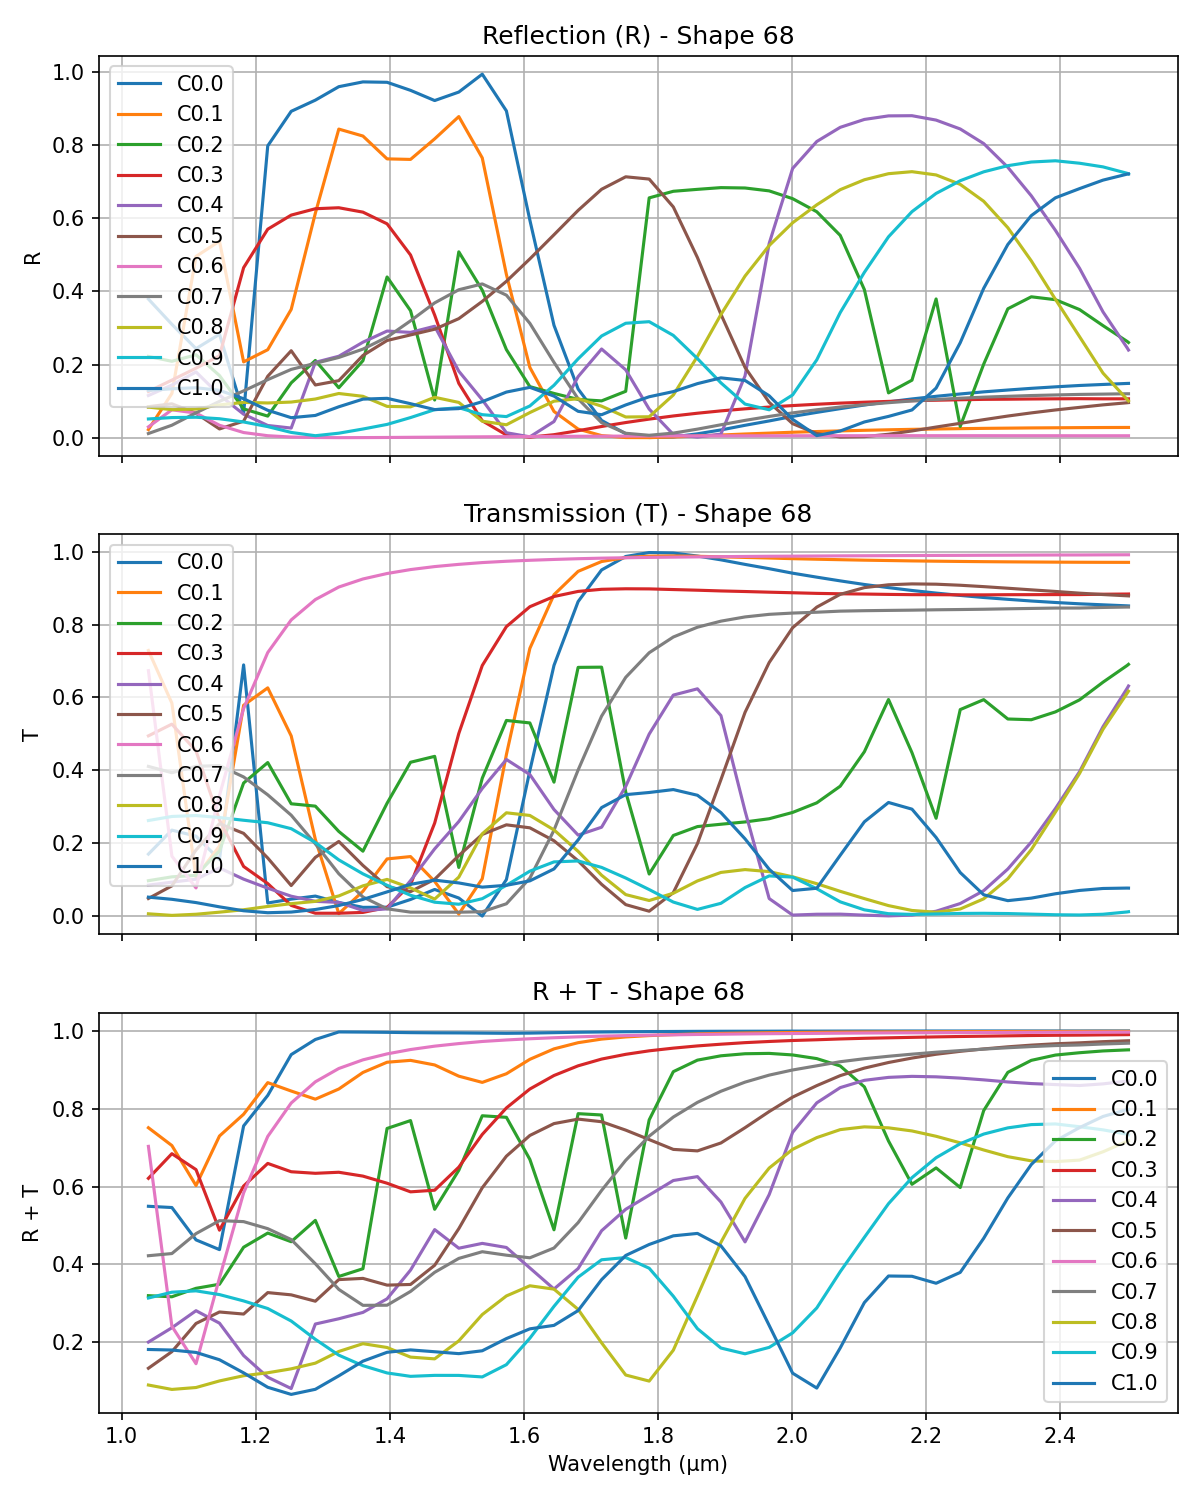 Reflection (R) - Shape 68
R
1.0
0.8
0.6
0.4
0.2
0.0
C0.0
C0.1
C0.2
C0.3
C0.4
C0.5
C0.6
C0.7
C0.8
C0.9
C1.0
Transmission (T) - Shape 68
T
1.0
0.8
0.6
0.4
0.2
0.0
C0.0
C0.1
C0.2
C0.3
C0.4
C0.5
C0.6
C0.7
C0.8
C0.9
C1.0
R + T - Shape 68
R + T
1.0
0.8
0.6
0.4
0.2
C0.0
C0.1
C0.2
C0.3
C0.4
C0.5
C0.6
C0.7
C0.8
C0.9
C1.0
1.0 1.2 1.4 1.6 1.8 2.0 2.2 2.4
Wavelength (μm)